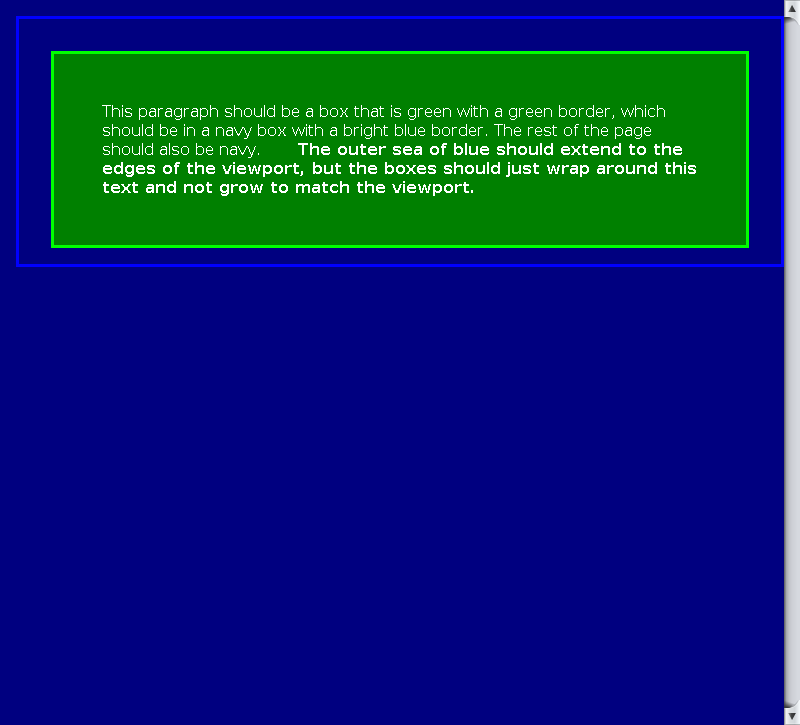 This paragraph should be a box that is green with a green border, which
should be in a navy box with a bright blue border. The rest of the page
should also be navy. The outer sea of blue should extend to the
edges of the viewport, but the boxes should just wrap around this
text and not grow to match the viewport.